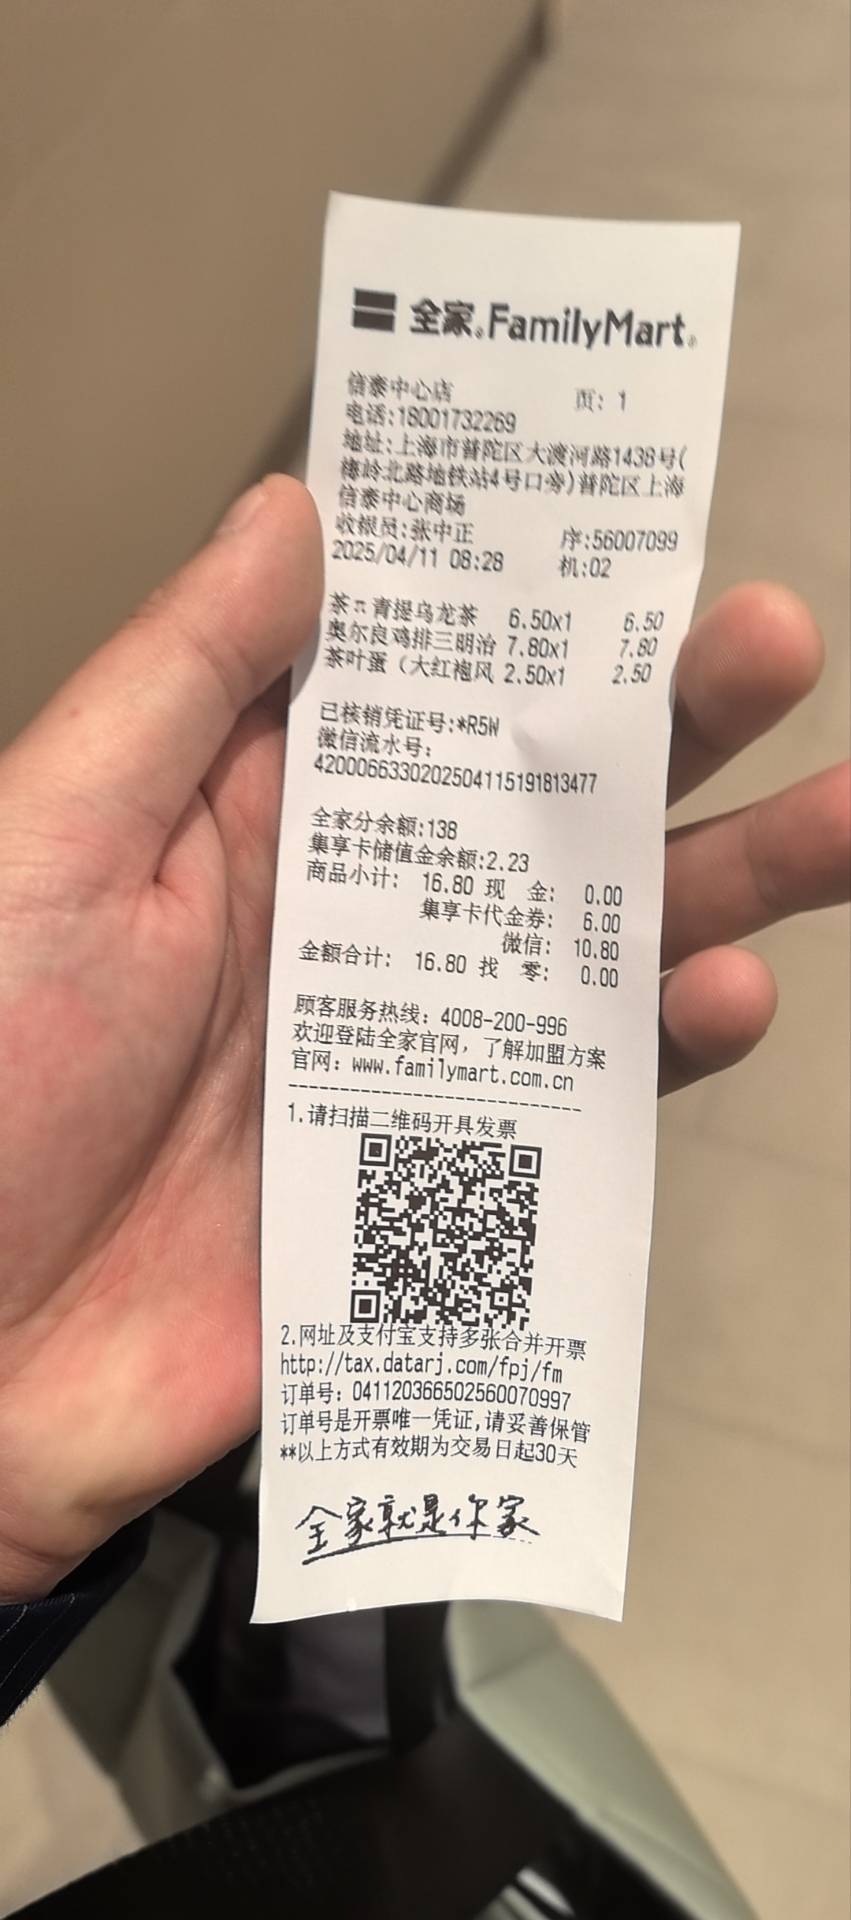 全家。FamilyMart。
信泰中心店 页: 1
电话:18001732269
地址:上海市普陀区大渡河路1438号(
梅岭北路地铁站4号口旁)普陀区上海
信泰中心商场
收银员:张中正 序:56007099
2025/04/11 08:28 机:02
茶π青提乌龙茶 6.50x1 6.50
奥尔良鸡排三明治 7.80x1 7.80
茶叶蛋（大红袍风 2.50x1 2.50
已核销凭证号:*R5W
微信流水号:
4200066330202504115191813477
全家分余额:138
集享卡储值金余额:2.23
商品小计: 16.80 现 金: 0.00
集享卡代金券: 6.00
微信: 10.80
金额合计: 16.80 找 零: 0.00
顾客服务热线: 4008-200-996
欢迎登陆全家官网, 了解加盟方案
官网: www.familymart.com.cn
----------------------------
1.请扫描二维码开具发票
2.网址及支付宝支持多张合并开票
http://tax.datarj.com/fpj/fm
订单号: 041120366502560070997
订单号是开票唯一凭证,请妥善保管
**以上方式有效期为交易日起30天
全家就是你家